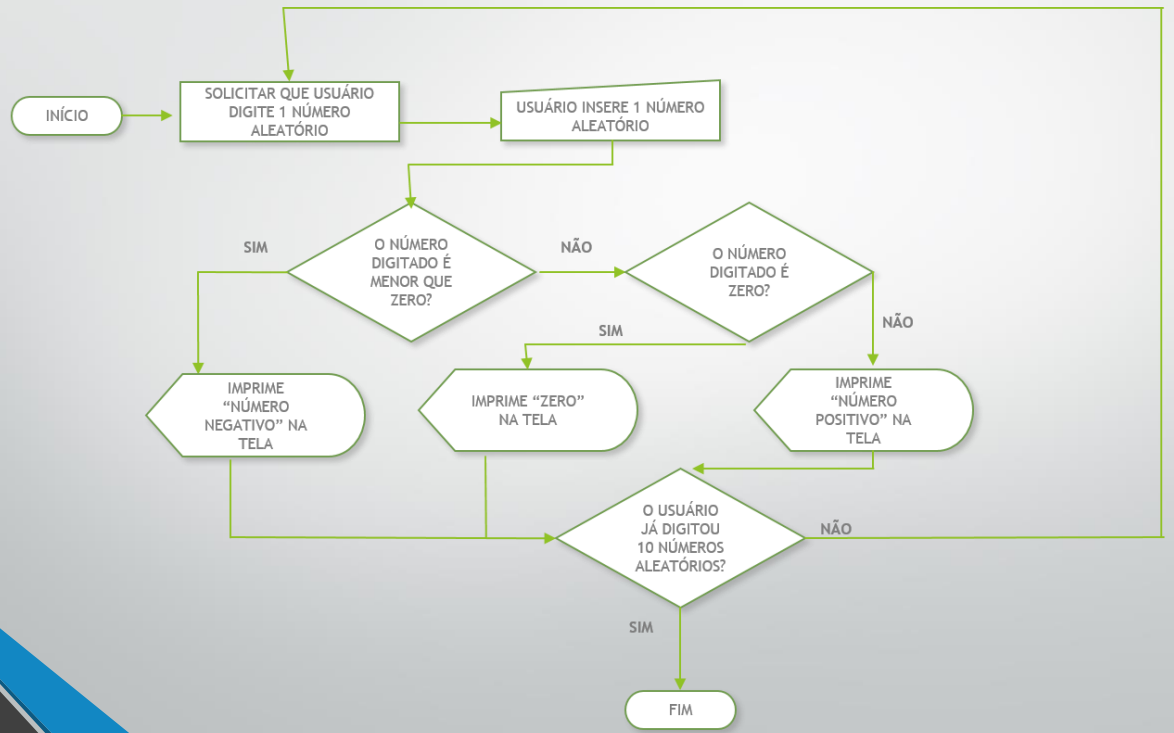 INÍCIO
SOLICITAR QUE USUÁRIO
DIGITE 1 NÚMERO
ALEATÓRIO
USUÁRIO INSERE 1 NÚMERO
ALEATÓRIO
SIM
O NÚMERO
DIGITADO É
MENOR QUE
ZERO?
NÃO
O NÚMERO
DIGITADO É
ZERO?
SIM
NÃO
IMPRIME
“NÚMERO
NEGATIVO” NA
TELA
IMPRIME “ZERO”
NA TELA
IMPRIME
“NÚMERO
POSITIVO” NA
TELA
O USUÁRIO
JÁ DIGITOU
10 NÚMEROS
ALEATÓRIOS?
NÃO
SIM
FIM